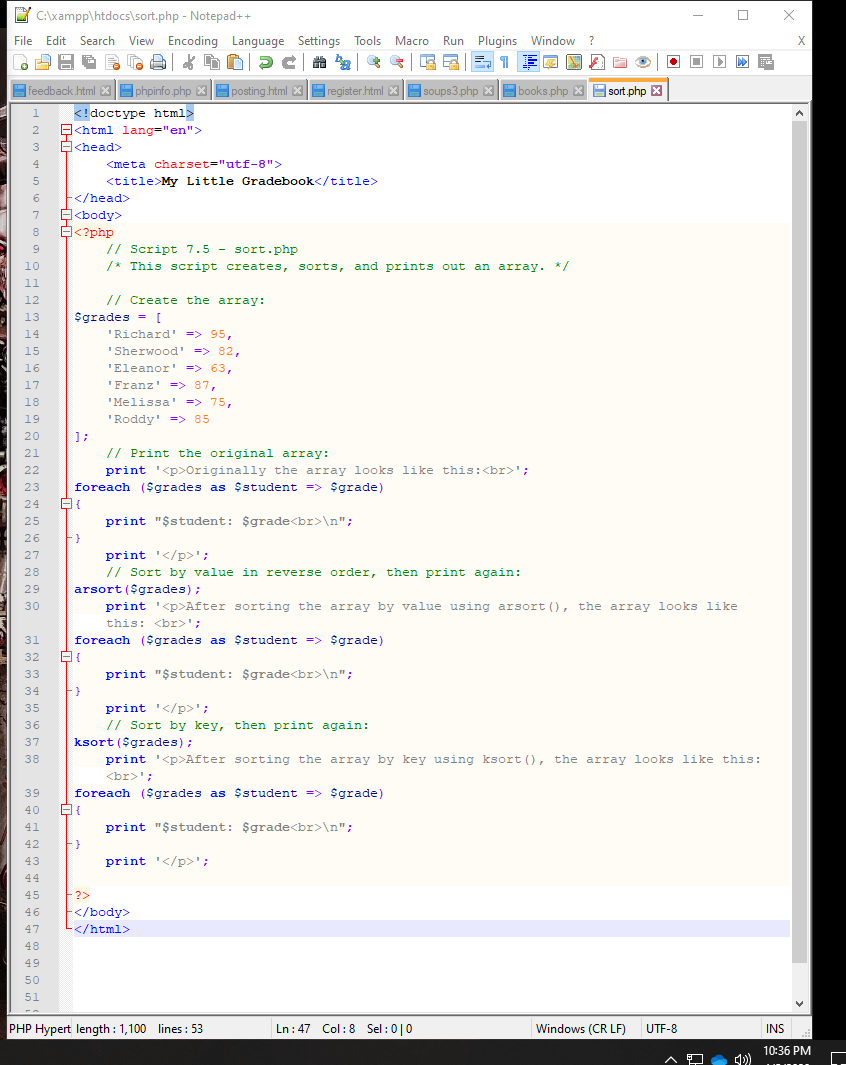 C:\xampp\htdocs\sort.php - Notepad++
File Edit Search View Encoding Language Settings Tools Macro Run Plugins Window ? X
feedback.html phpinfo.php posting.html register.html soups3.php books.php sort.php
1 <!doctype html>
2 <html lang="en">
3 <head>
4 <meta charset="utf-8">
5 <title>My Little Gradebook</title>
6 </head>
7 <body>
8 <?php
9 // Script 7.5 - sort.php
10 /* This script creates, sorts, and prints out an array. */
11
12 // Create the array:
13 $grades = [
14 'Richard' => 95,
15 'Sherwood' => 82,
16 'Eleanor' => 63,
17 'Franz' => 87,
18 'Melissa' => 75,
19 'Roddy' => 85
20 ];
21 // Print the original array:
22 print '<p>Originally the array looks like this:<br>';
23 foreach ($grades as $student => $grade)
24 {
25 print "$student: $grade<br>\n";
26 }
27 print '</p>';
28 // Sort by value in reverse order, then print again:
29 arsort($grades);
30 print '<p>After sorting the array by value using arsort(), the array looks like
this: <br>';
31 foreach ($grades as $student => $grade)
32 {
33 print "$student: $grade<br>\n";
34 }
35 print '</p>';
36 // Sort by key, then print again:
37 ksort($grades);
38 print '<p>After sorting the array by key using ksort(), the array looks like this:
<br>';
39 foreach ($grades as $student => $grade)
40 {
41 print "$student: $grade<br>\n";
42 }
43 print '</p>';
44
45 ?>
46 </body>
47 </html>
48
49
50
51
PHP Hypert length : 1,100 lines : 53 Ln : 47 Col : 8 Sel : 0 | 0 Windows (CR LF) UTF-8 INS
10:36 PM